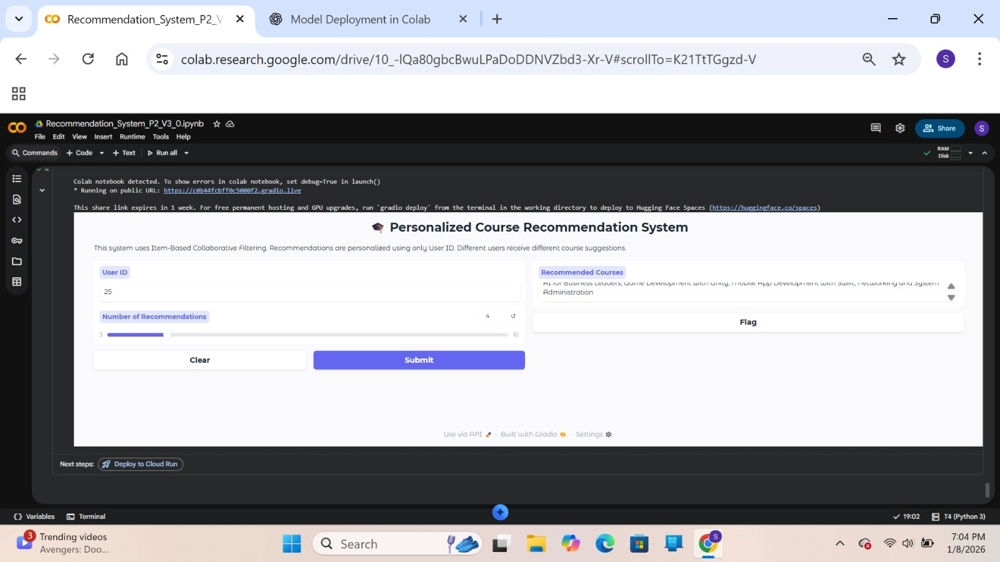 Recommendation_System_P2_V
Model Deployment in Colab
colab.research.google.com/drive/10_-lQa80gbcBwuLPaDoDDNVZbd3-Xr-V#scrollTo=K21TtTGgzd-V
S
Recommendation_System_P2_V3_0.ipynb
File Edit View Insert Runtime Tools Help
Share
S
Commands + Code + Text Run all
RAM
Disk
Colab notebook detected. To show errors in colab notebook, set debug=True in launch()
* Running on public URL: https://c0b44fcbff0c5000f2.gradio.live
This share link expires in 1 week. For free permanent hosting and GPU upgrades, run `gradio deploy` from the terminal in the working directory to deploy to Hugging Face Spaces (https://huggingface.co/spaces)
🎓 Personalized Course Recommendation System
This system uses Item-Based Collaborative Filtering. Recommendations are personalized using only User ID. Different users receive different course suggestions.
User ID
25
Number of Recommendations
4
3
10
Clear
Submit
Recommended Courses
AI for Business Leaders, Game Development with Unity, Mobile App Development with Swift, Networking and System
Administration
Flag
Use via API 🚀 · Built with Gradio · Settings
Next steps: Deploy to Cloud Run
Variables Terminal
19:02
T4 (Python 3)
3
Trending videos
Avengers: Doo...
Search
S
7:04 PM
1/8/2026